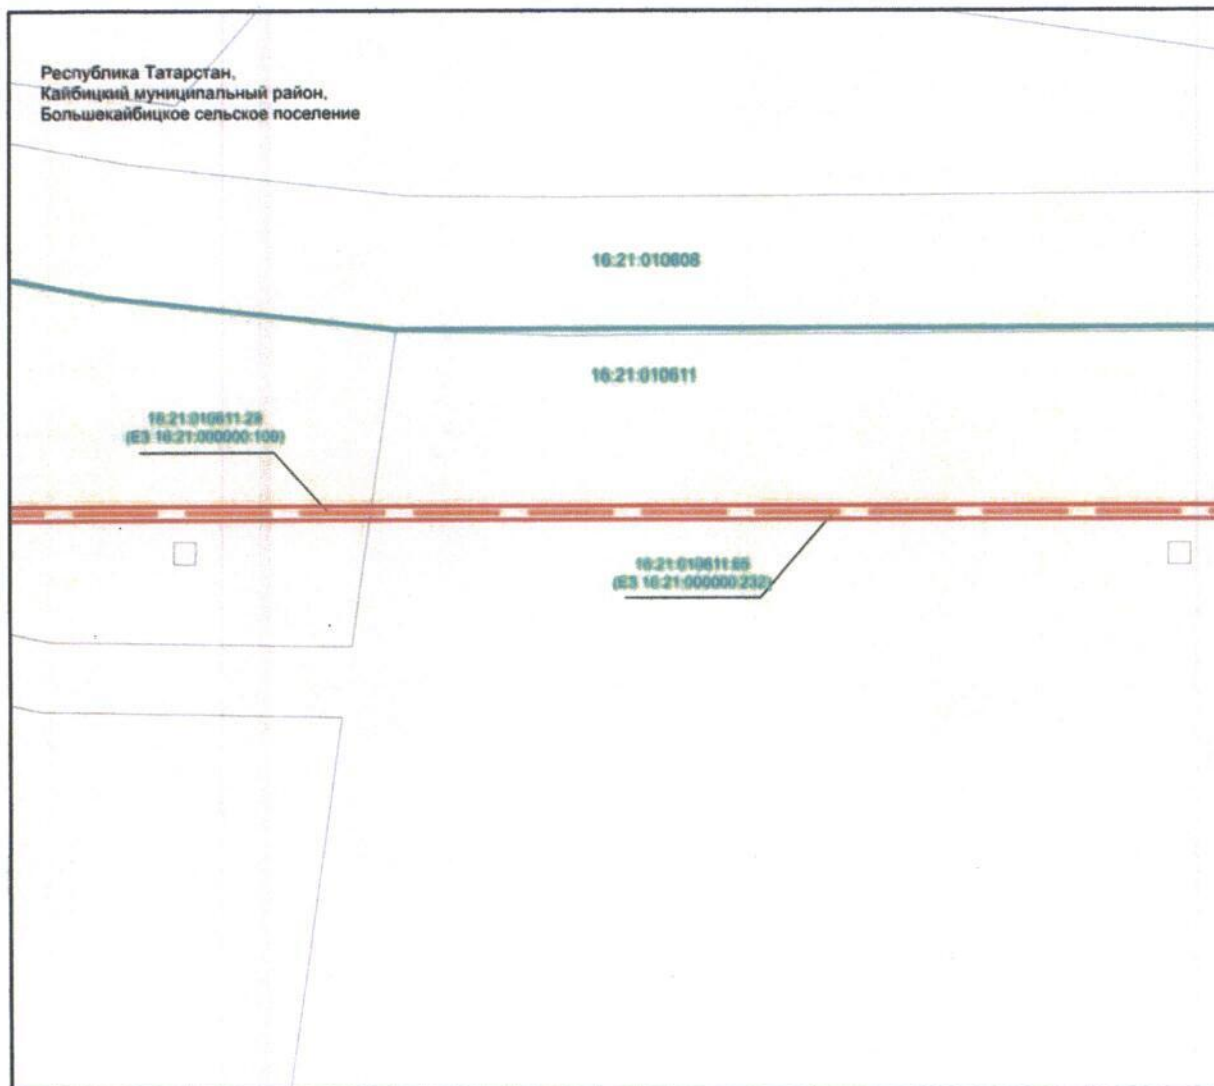 Республика Татарстан,
Кайбицкий муниципальный район,
Большекайбицкое сельское поселение
16:21:010608
16:21:010611
16:21:010611:28
(ЕЗ 16:21:000000:109)
16:21:010611:65
(ЕЗ 16:21:000000:232)